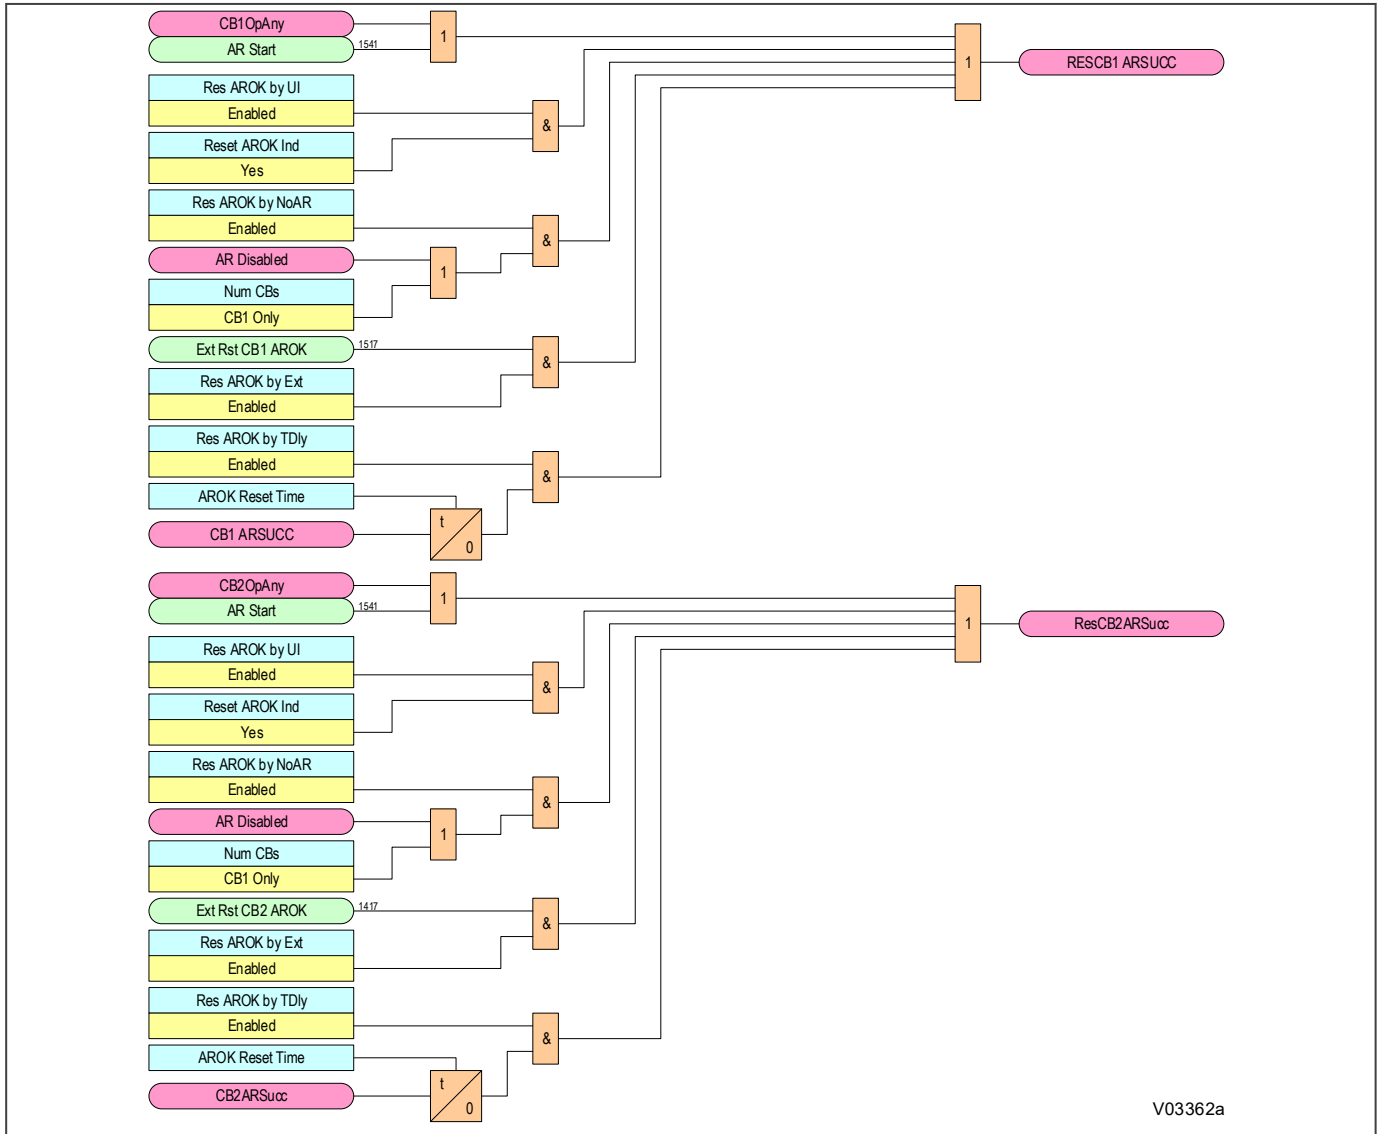 CB1OpAny
AR Start
1541
1
1
RESCB1 ARSUCC
Res AROK by UI
Enabled
&
Reset AROK Ind
Yes
Res AROK by NoAR
Enabled
&
AR Disabled
1
Num CBs
CB1 Only
Ext Rst CB1 AROK
1517
&
Res AROK by Ext
Enabled
Res AROK by TDly
Enabled
&
AROK Reset Time
t
0
CB1 ARSUCC
CB2OpAny
AR Start
1541
1
1
ResCB2ARSucc
Res AROK by UI
Enabled
&
Reset AROK Ind
Yes
Res AROK by NoAR
Enabled
&
AR Disabled
1
Num CBs
CB1 Only
Ext Rst CB2 AROK
1417
&
Res AROK by Ext
Enabled
Res AROK by TDly
Enabled
&
AROK Reset Time
t
0
CB2ARSucc
V03362a